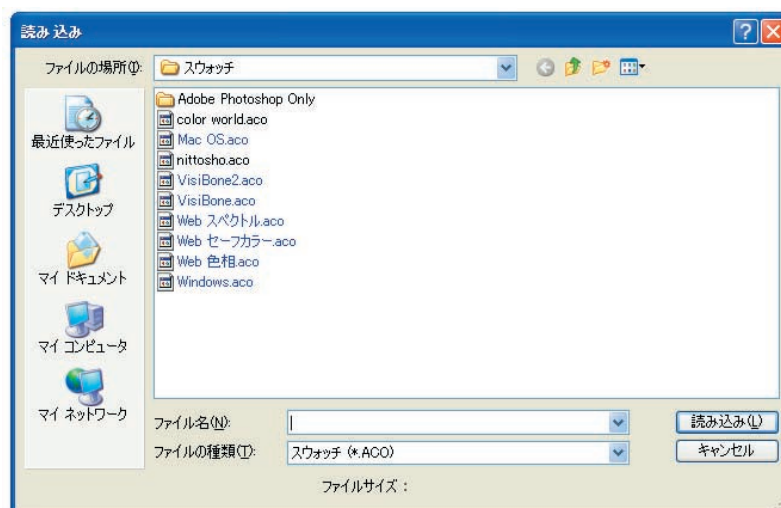 読み込み
ファイルの場所(I):
スウォッチ
最近使ったファイル
デスクトップ
マイ ドキュメント
マイ コンピュータ
マイ ネットワーク
Adobe Photoshop Only
color world.aco
Mac OS.aco
nittosho.aco
VisiBone2.aco
VisiBone.aco
Web スペクトル.aco
Web セーフカラー.aco
Web 色相.aco
Windows.aco
ファイル名(N):
読み込み(L)
ファイルの種類(T):
スウォッチ (*.ACO)
キャンセル
ファイルサイズ :